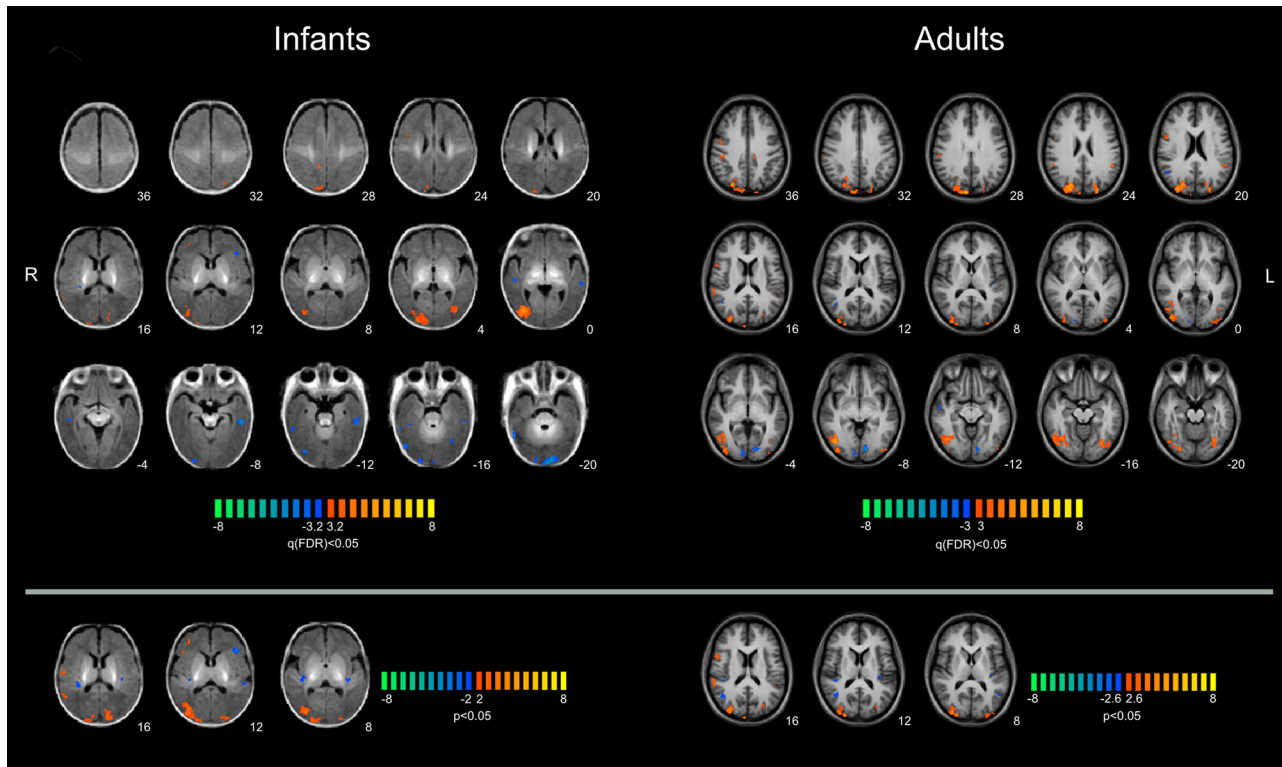 Infants Adults
36 32 28 24 20 36 32 28 24 20
R L
16 12 8 4 0 16 12 8 4 0
-4 -8 -12 -16 -20 -4 -8 -12 -16 -20
-8 -3.2 3.2 8 -8 -3 3 8
q(FDR)<0.05 q(FDR)<0.05
-8 -2 2 8 -8 -2.6 2.6 8
p<0.05 p<0.05
16 12 8 16 12 8